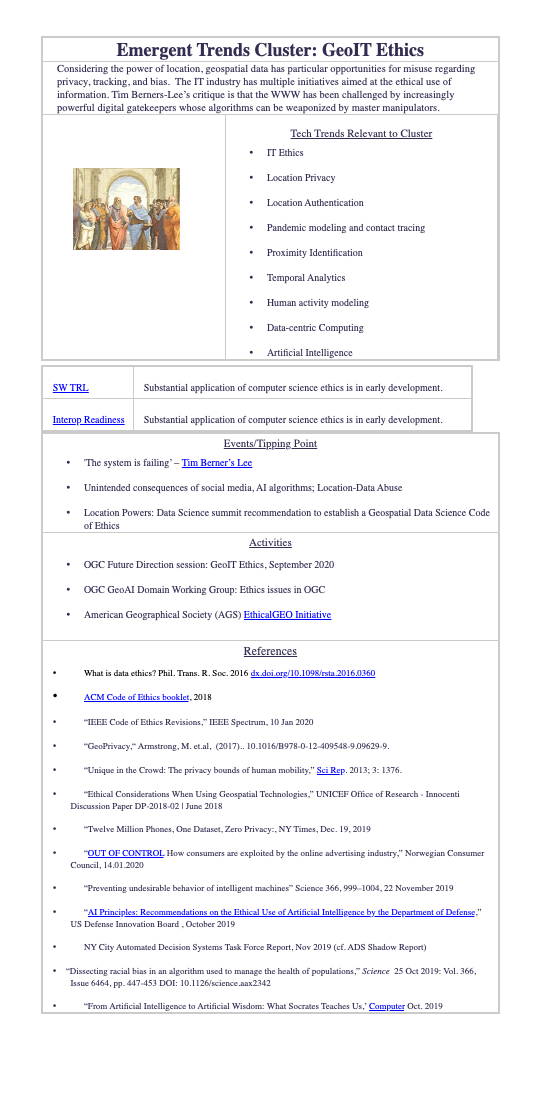 Emergent Trends Cluster: GeoIT Ethics
Considering the power of location, geospatial data has particular opportunities for misuse regarding
privacy, tracking, and bias.  The IT industry has multiple initiatives aimed at the ethical use of
information. Tim Berners-Lee’s critique is that the WWW has been challenged by increasingly
powerful digital gatekeepers whose algorithms can be weaponized by master manipulators.
Tech Trends Relevant to Cluster
• IT Ethics
• Location Privacy
• Location Authentication
• Pandemic modeling and contact tracing
• Proximity Identification
• Temporal Analytics
• Human activity modeling
• Data-centric Computing
• Artificial Intelligence
SW TRL Substantial application of computer science ethics is in early development.
Interop Readiness Substantial application of computer science ethics is in early development.
Events/Tipping Point
• 'The system is failing’ – Tim Berner’s Lee
• Unintended consequences of social media, AI algorithms; Location-Data Abuse
• Location Powers: Data Science summit recommendation to establish a Geospatial Data Science Code
of Ethics
Activities
• OGC Future Direction session: GeoIT Ethics, September 2020
• OGC GeoAI Domain Working Group: Ethics issues in OGC
• American Geographical Society (AGS) EthicalGEO Initiative
References
• What is data ethics? Phil. Trans. R. Soc. 2016 dx.doi.org/10.1098/rsta.2016.0360
• ACM Code of Ethics booklet, 2018
• “IEEE Code of Ethics Revisions,” IEEE Spectrum, 10 Jan 2020
• “GeoPrivacy,“ Armstrong, M. et.al,  (2017).. 10.1016/B978-0-12-409548-9.09629-9.
• “Unique in the Crowd: The privacy bounds of human mobility,” Sci Rep. 2013; 3: 1376.
• “Ethical Considerations When Using Geospatial Technologies,” UNICEF Office of Research - Innocenti
Discussion Paper DP-2018-02 | June 2018
• “Twelve Million Phones, One Dataset, Zero Privacy:, NY Times, Dec. 19, 2019
• “OUT OF CONTROL How consumers are exploited by the online advertising industry,” Norwegian Consumer
Council, 14.01.2020
• “Preventing undesirable behavior of intelligent machines” Science 366, 999–1004, 22 November 2019
• “AI Principles: Recommendations on the Ethical Use of Artificial Intelligence by the Department of Defense,”
US Defense Innovation Board , October 2019
• NY City Automated Decision Systems Task Force Report, Nov 2019 (cf. ADS Shadow Report)
• “Dissecting racial bias in an algorithm used to manage the health of populations,” Science  25 Oct 2019: Vol. 366,
Issue 6464, pp. 447-453 DOI: 10.1126/science.aax2342
• “From Artificial Intelligence to Artificial Wisdom: What Socrates Teaches Us,’ Computer Oct. 2019